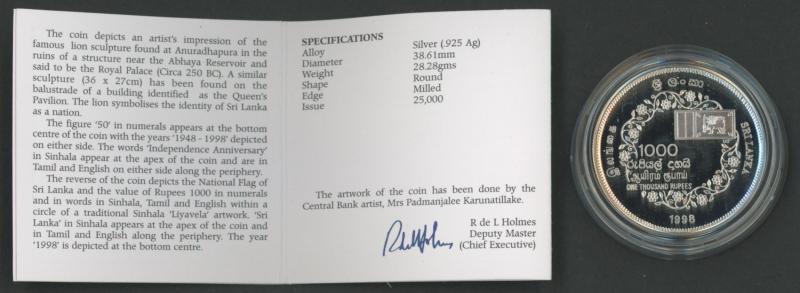 The coin depicts an artist's impression of the
famous lion sculpture found at Anuradhapura in the
ruins of a structure near the Abhaya Reservoir and
said to be the Royal Palace (Circa 250 BC). A similar
sculpture (36 x 27cm) has been found on the
balustrade of a building identified as the Queen's
Pavilion. The lion symbolises the identity of Sri Lanka
as a nation.
The figure '50' in numerals appears at the bottom
centre of the coin with the years '1948 - 1998' depicted
on either side. The words 'Independence Anniversary'
in Sinhala appear at the apex of the coin and are in
Tamil and English on either side along the periphery.
The reverse of the coin depicts the National Flag of
Sri Lanka and the value of Rupees 1000 in numerals
and in words in Sinhala, Tamil and English within a
circle of a traditional Sinhala 'Liyavela' artwork. 'Sri
Lanka' in Sinhala appears at the apex of the coin and
in Tamil and English along the periphery. The year
'1998' is depicted at the bottom centre.
SPECIFICATIONS
Alloy Silver (.925 Ag)
Diameter 38.61mm
Weight 28.28gms
Shape Round
Edge Milled
Issue 25,000
The artwork of the coin has been done by the
Central Bank artist, Mrs Padmanjalee Karunatillake.
R de L Holmes
Deputy Master
(Chief Executive)
ශ්‍රී ලංකා
இலங்கை
SRI LANKA
1000
රුපියල් දහයි
ஆயிரம் ரூபாய்
ONE THOUSAND RUPEES
1998